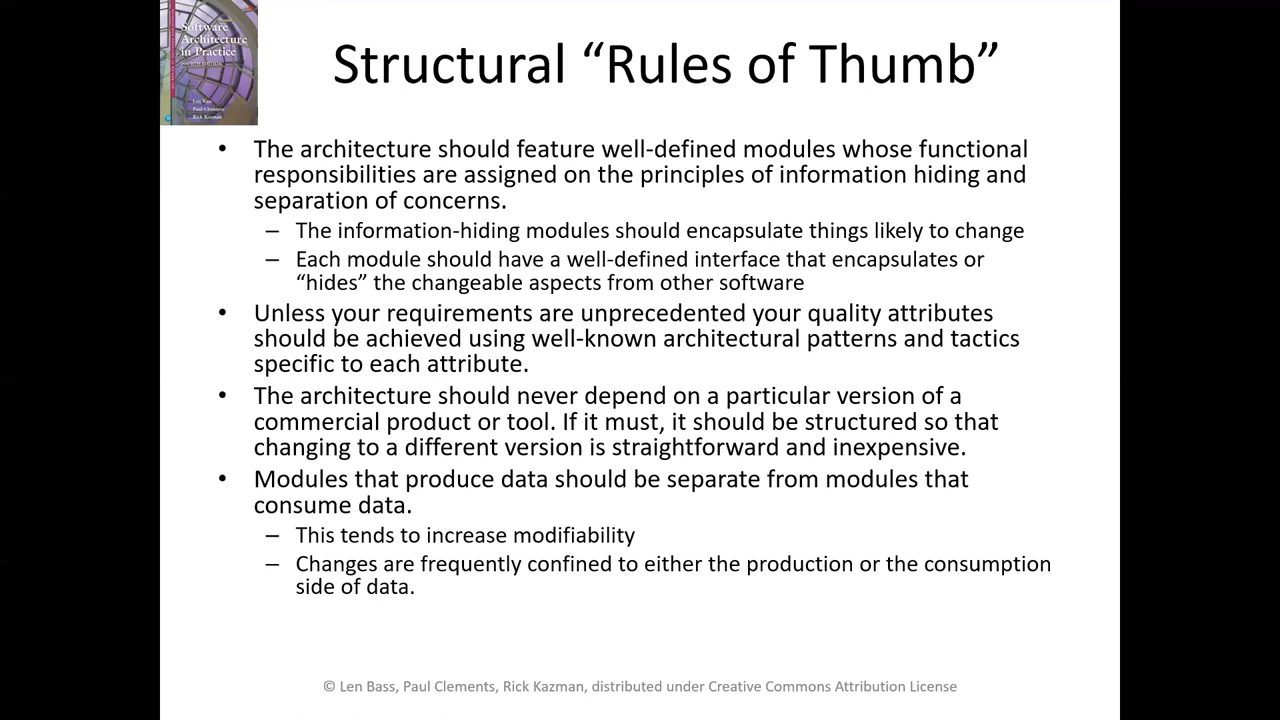 Software
Architecture
in Practice
FOURTH EDITION
Len Bass
Paul Clements
Rick Kazman
Structural “Rules of Thumb”
• The architecture should feature well-defined modules whose functional
responsibilities are assigned on the principles of information hiding and
separation of concerns.
– The information-hiding modules should encapsulate things likely to change
– Each module should have a well-defined interface that encapsulates or
“hides” the changeable aspects from other software
• Unless your requirements are unprecedented your quality attributes
should be achieved using well-known architectural patterns and tactics
specific to each attribute.
• The architecture should never depend on a particular version of a
commercial product or tool. If it must, it should be structured so that
changing to a different version is straightforward and inexpensive.
• Modules that produce data should be separate from modules that
consume data.
– This tends to increase modifiability
– Changes are frequently confined to either the production or the consumption
side of data.
© Len Bass, Paul Clements, Rick Kazman, distributed under Creative Commons Attribution License